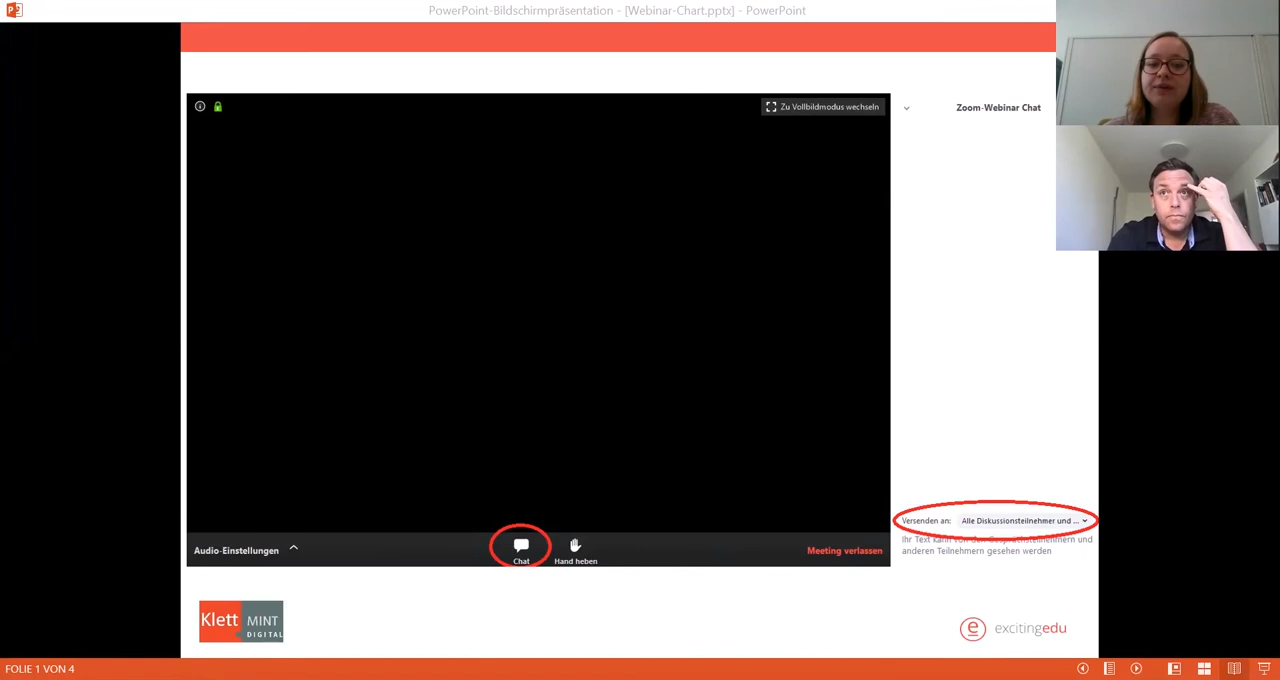 PowerPoint-Bildschirmpräsentation - [Webinar-Chart.pptx] - PowerPoint
Zu Vollbildmodus wechseln
Zoom-Webinar Chat
Versenden an: Alle Diskussionsteilnehmer und ...
Ihr Text kann von den Gesprächsteilnehmern und
anderen Teilnehmern gesehen werden
Audio-Einstellungen
Chat
Hand heben
Meeting verlassen
Klett MINT
DIGITAL
e excitingedu
FOLIE 1 VON 4